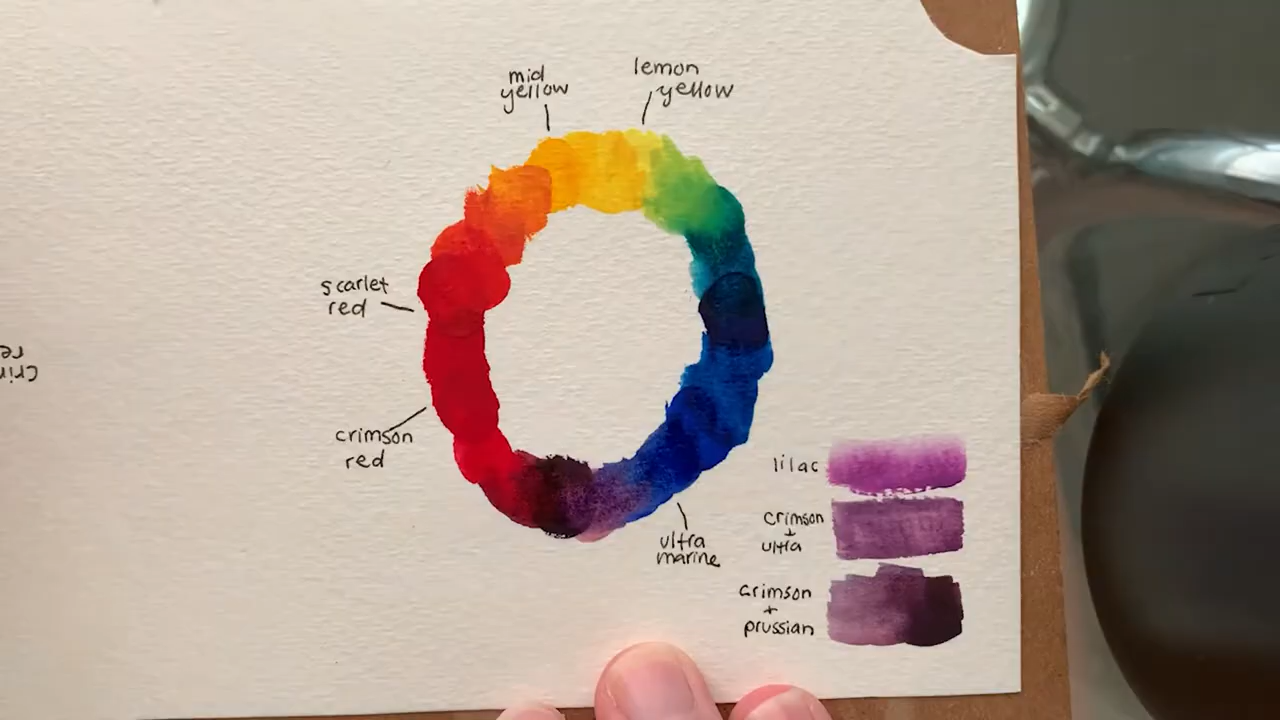 mid
yellow
lemon
yellow
scarlet
red
crimson
red
ultra
marine
lilac
crimson
+
ultra
crimson
+
prussian